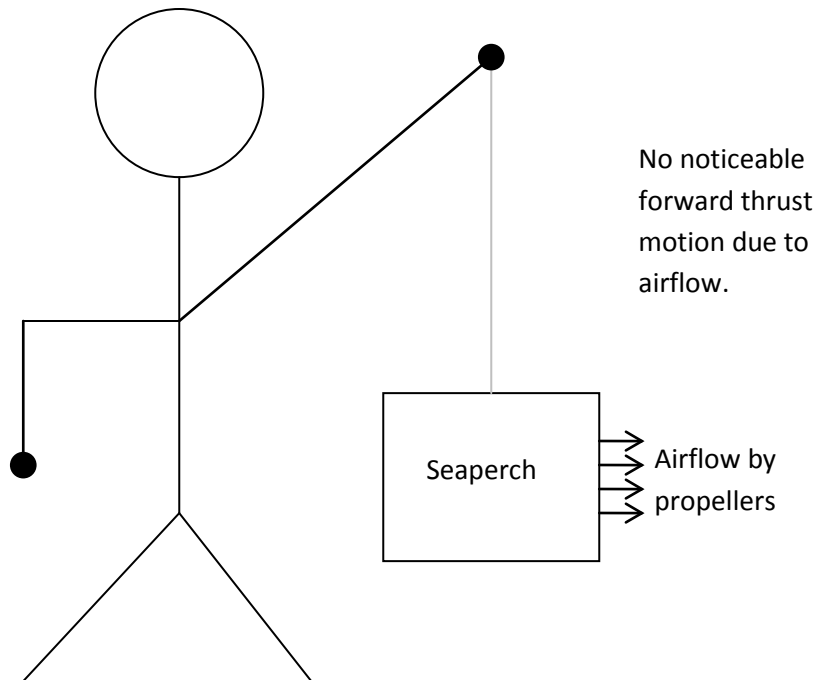 No noticeable
forward thrust
motion due to
airflow.
Seaperch
Airflow by
propellers